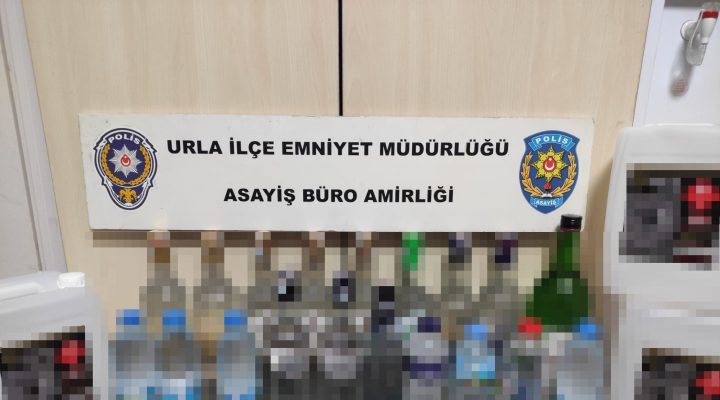 URLA İLÇE EMNİYET MÜDÜRLÜĞÜ
ASAYİŞ BÜRO AMİRLİĞİ
POLİS
POLİS
ASAYİŞ